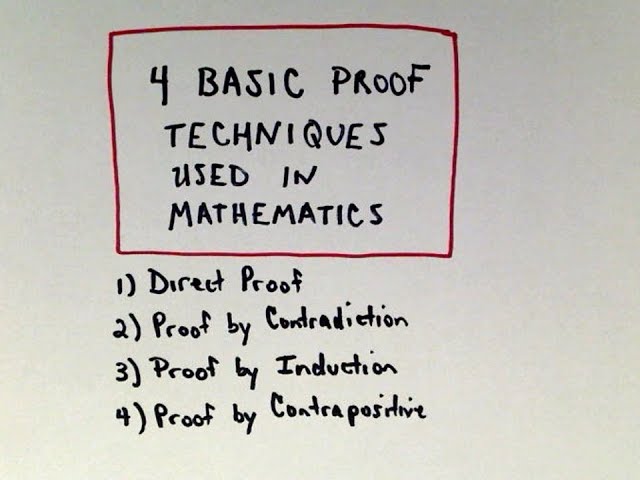 4 BASIC PROOF
TECHNIQUES
USED IN
MATHEMATICS
1) Direct Proof
2) Proof by Contradiction
3) Proof by Induction
4) Proof by Contrapositive